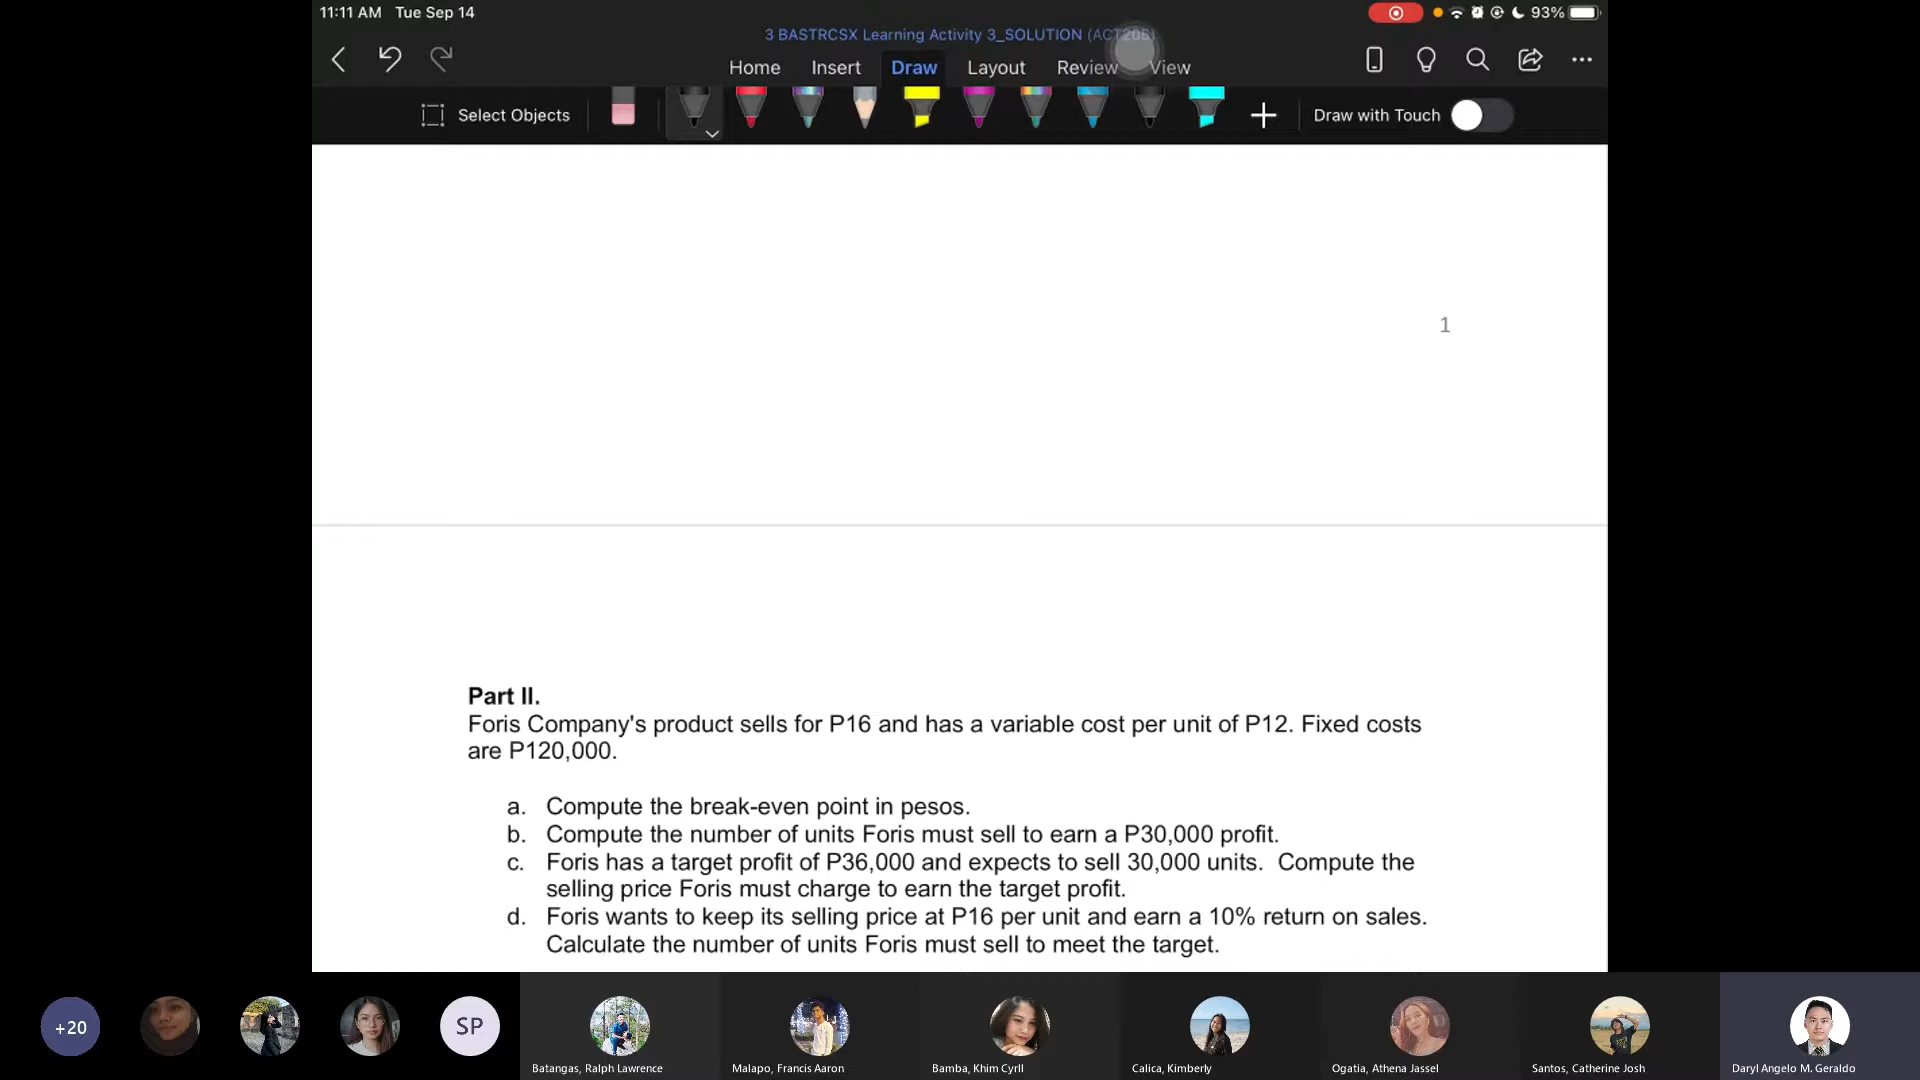 11:11 AM Tue Sep 14
93%
3 BASTRCSX Learning Activity 3_SOLUTION (ACT205)
Home Insert Draw Layout Review View
Select Objects
Draw with Touch
1
Part II.
Foris Company's product sells for P16 and has a variable cost per unit of P12. Fixed costs
are P120,000.
a. Compute the break-even point in pesos.
b. Compute the number of units Foris must sell to earn a P30,000 profit.
c. Foris has a target profit of P36,000 and expects to sell 30,000 units. Compute the
selling price Foris must charge to earn the target profit.
d. Foris wants to keep its selling price at P16 per unit and earn a 10% return on sales.
Calculate the number of units Foris must sell to meet the target.
+20
SP
Batangas, Ralph Lawrence
Malapo, Francis Aaron
Bamba, Khim Cyrll
Calica, Kimberly
Ogatia, Athena Jassel
Santos, Catherine Josh
Daryl Angelo M. Geraldo